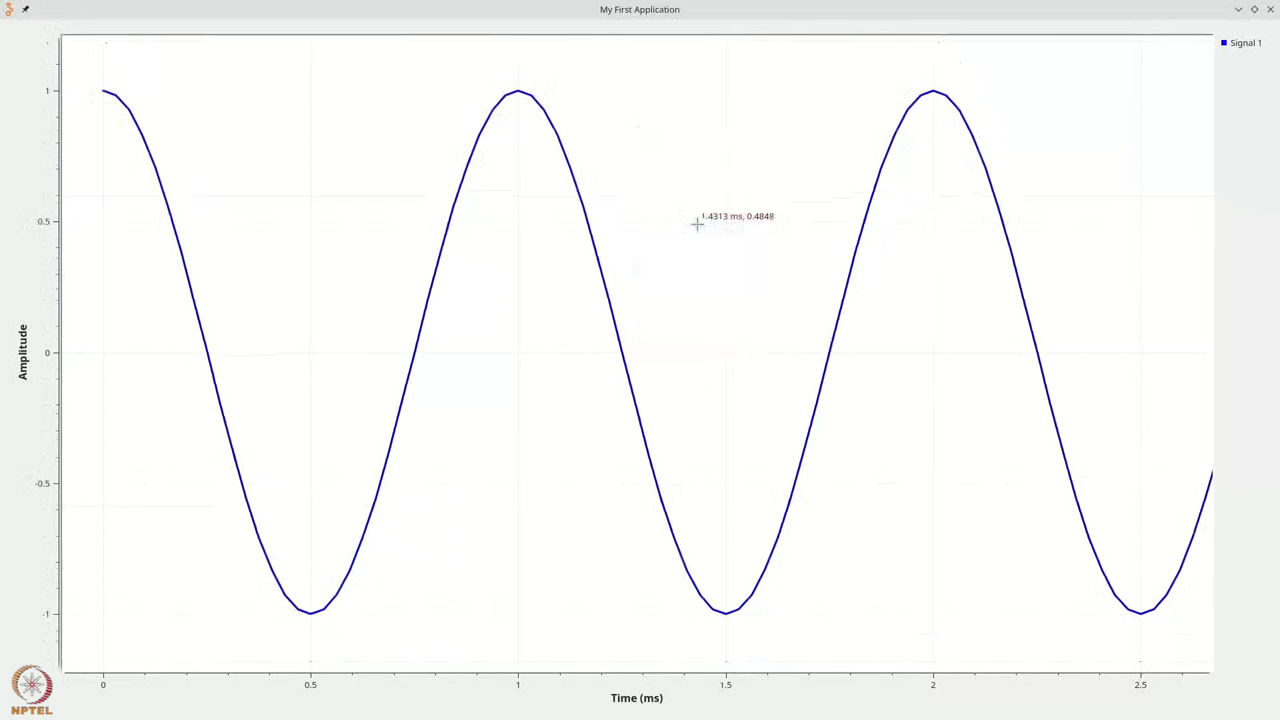 My First Application
Signal 1
1
0.5
0
-0.5
-1
Amplitude
1.4313 ms, 0.4848
0
0.5
1
1.5
2
2.5
Time (ms)
NPTEL